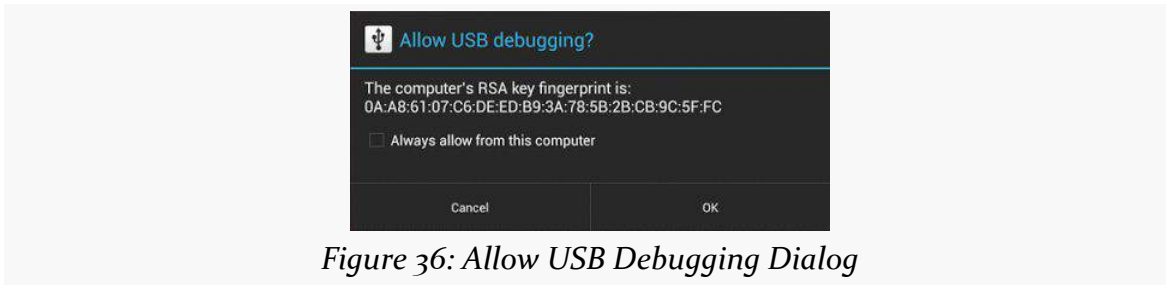 Allow USB debugging?
The computer's RSA key fingerprint is:
0A:A8:61:07:C6:DE:ED:B9:3A:78:5B:2B:CB:9C:5F:FC
Always allow from this computer
Cancel OK
Figure 36: Allow USB Debugging Dialog